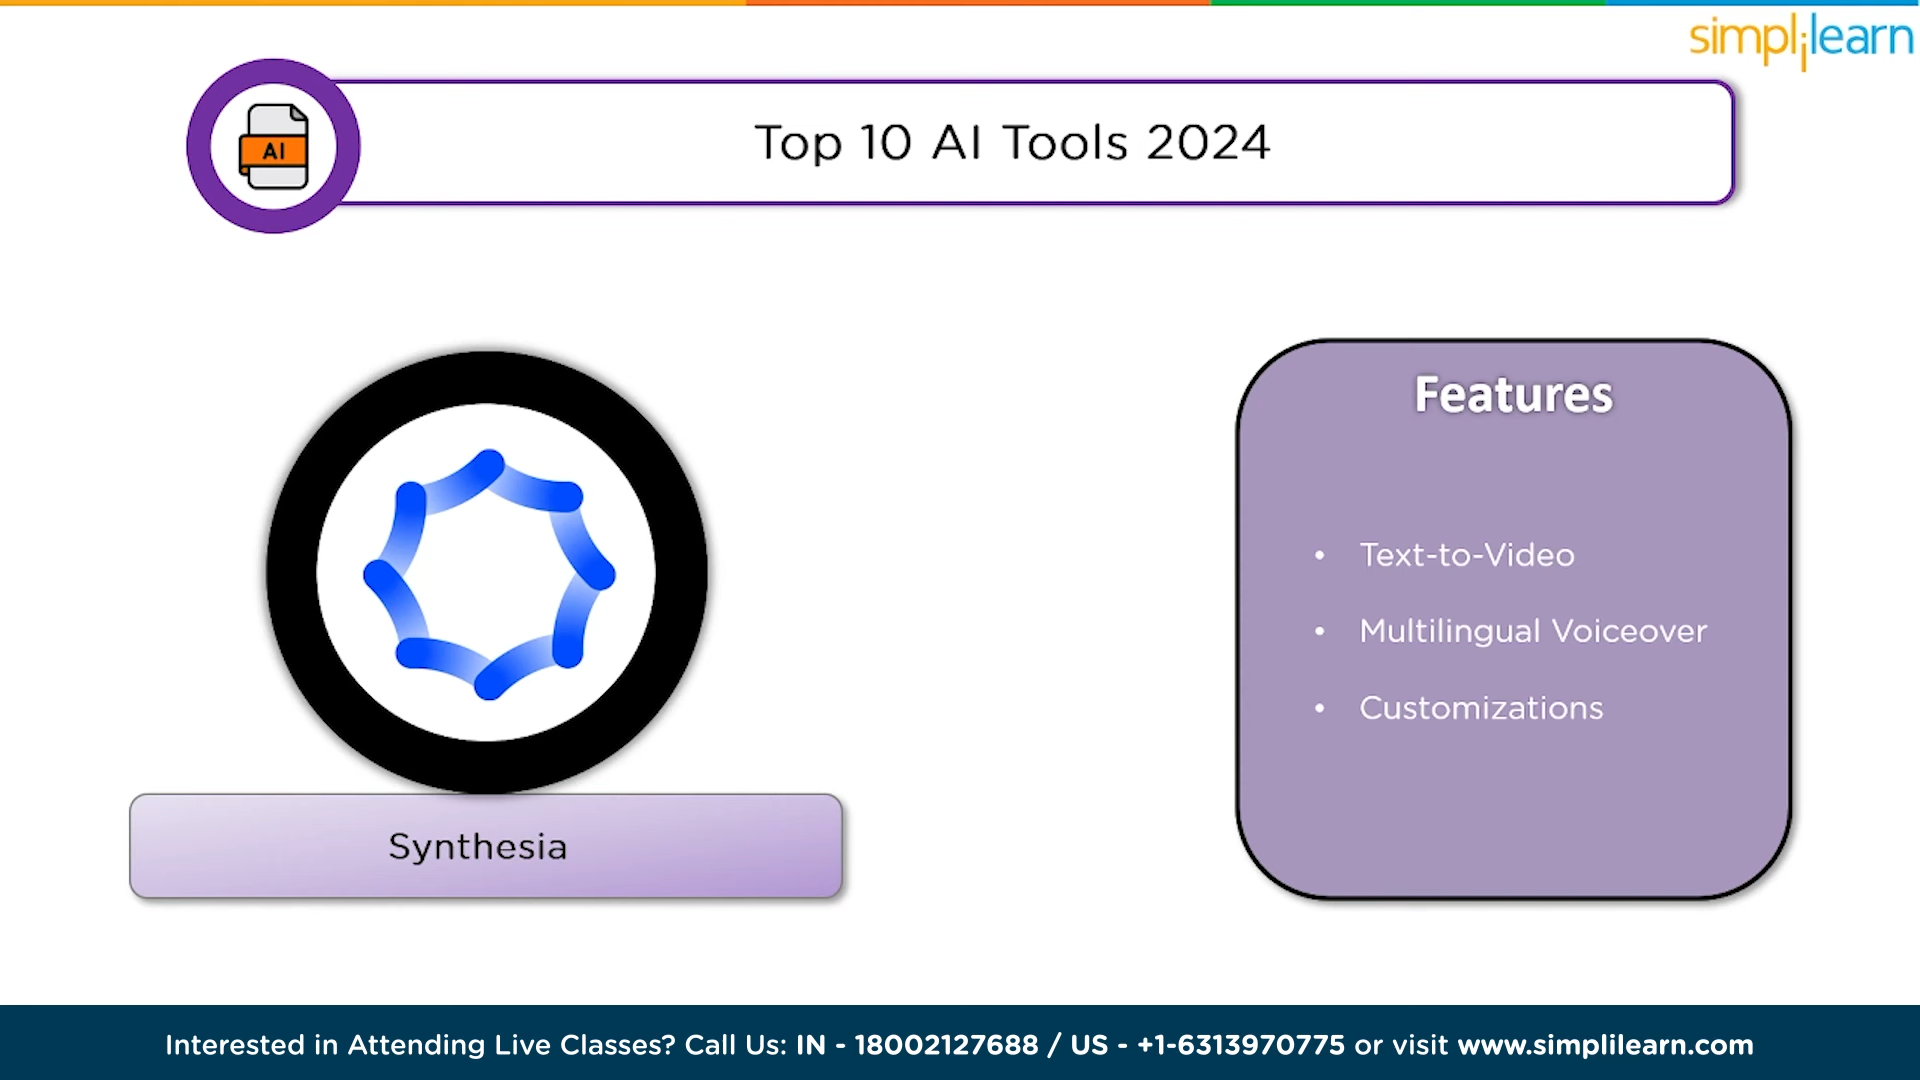 simplilearn
AI
Top 10 AI Tools 2024
Features
• Text-to-Video
• Multilingual Voiceover
• Customizations
Synthesia
Interested in Attending Live Classes? Call Us: IN - 18002127688 / US - +1-6313970775 or visit www.simplilearn.com